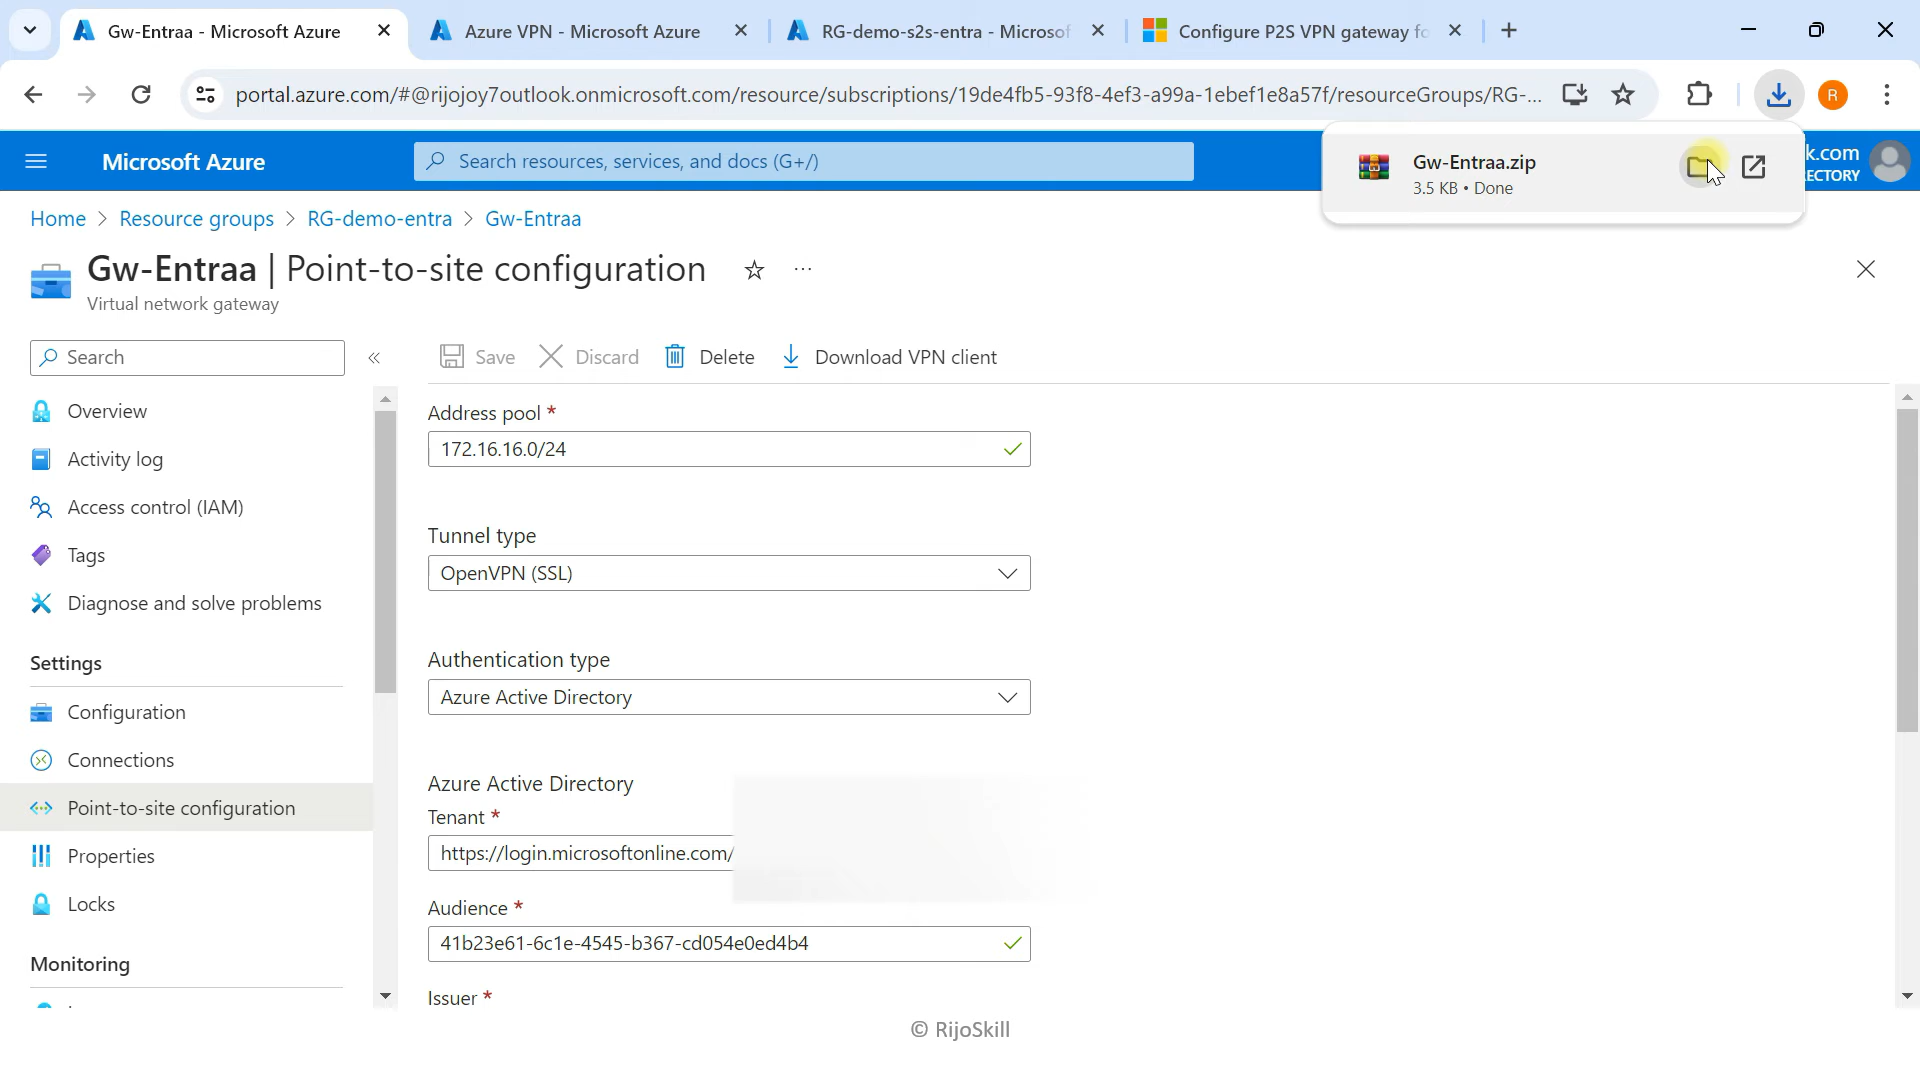 Gw-Entraa - Microsoft Azure
Azure VPN - Microsoft Azure
RG-demo-s2s-entra - Microsof
Configure P2S VPN gateway fo
portal.azure.com/#@rijojoy7outlook.onmicrosoft.com/resource/subscriptions/19de4fb5-93f8-4ef3-a99a-1ebef1e8a57f/resourceGroups/RG-...
R
Microsoft Azure
Search resources, services, and docs (G+/)
Gw-Entraa.zip
3.5 KB • Done
k.com
ECTORY
Home > Resource groups > RG-demo-entra > Gw-Entraa
Gw-Entraa | Point-to-site configuration
Virtual network gateway
Search
Save
Discard
Delete
Download VPN client
Overview
Activity log
Access control (IAM)
Tags
Diagnose and solve problems
Settings
Configuration
Connections
Point-to-site configuration
Properties
Locks
Monitoring
Address pool *
172.16.16.0/24
Tunnel type
OpenVPN (SSL)
Authentication type
Azure Active Directory
Azure Active Directory
Tenant *
https://login.microsoftonline.com/
Audience *
41b23e61-6c1e-4545-b367-cd054e0ed4b4
Issuer *
© RijoSkill